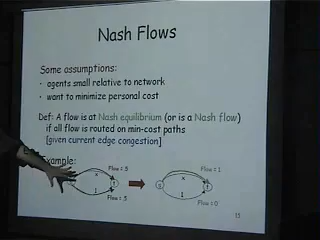 Nash Flows
Some assumptions:
• agents small relative to network
• want to minimize personal cost
Def: A flow is at Nash equilibrium (or is a Nash flow)
if all flow is routed on min-cost paths
[given current edge congestion]
Example:
Flow = .5
Flow = 1
x
x
s
t
1
1
Flow = .5
Flow = 0